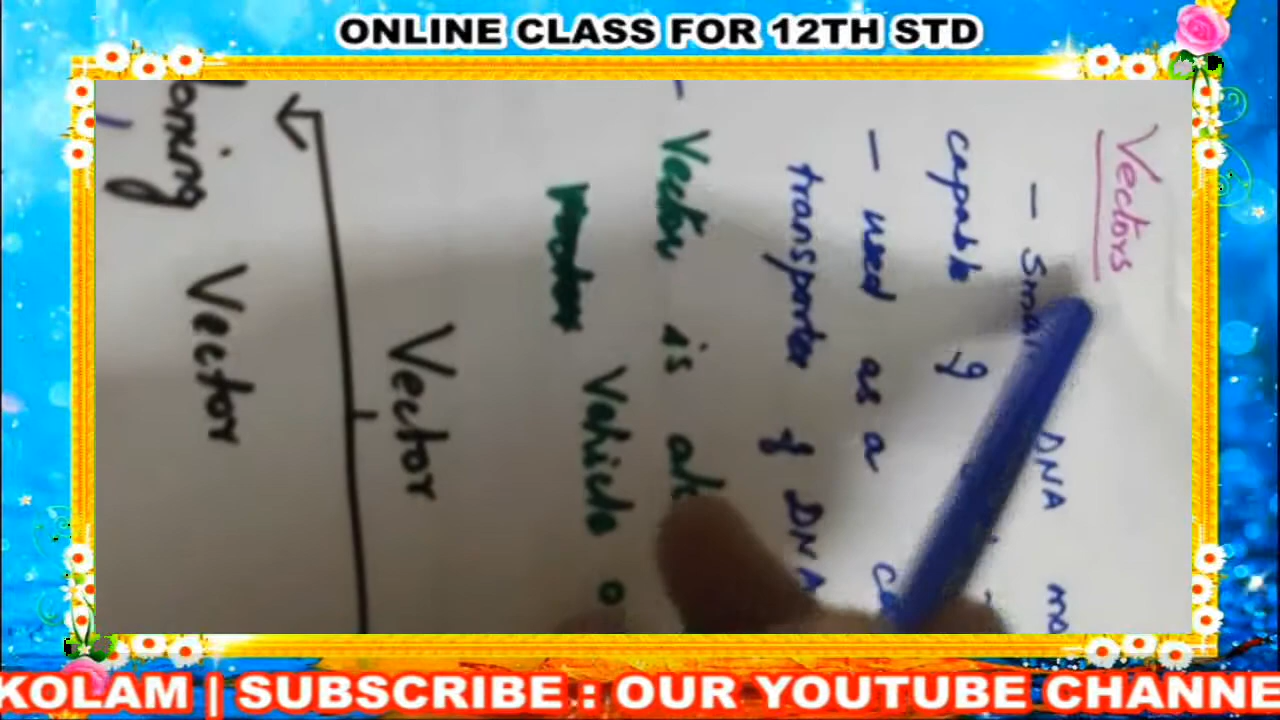 ONLINE CLASS FOR 12TH STD
Vectors
- Small DNA
capable of
- used as a
transporter of DNA
- Vector is
Vehicle
Vector
Vector
KOLAM | SUBSCRIBE : OUR YOUTUBE CHANNE